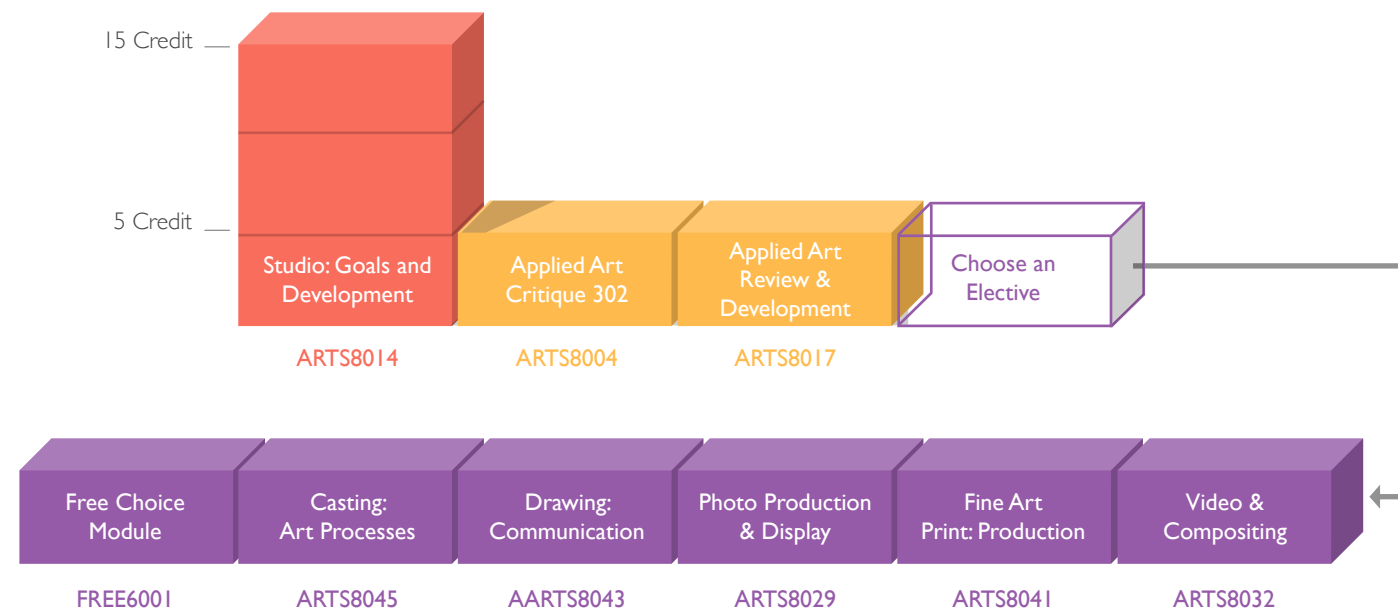 15 Credit
5 Credit
Studio: Goals and
Development
Applied Art
Critique 302
Applied Art
Review &
Development
Choose an
Elective
ARTS8014
ARTS8004
ARTS8017
Free Choice
Module
Casting:
Art Processes
Drawing:
Communication
Photo Production
& Display
Fine Art
Print: Production
Video &
Compositing
FREE6001
ARTS8045
AARTS8043
ARTS8029
ARTS8041
ARTS8032